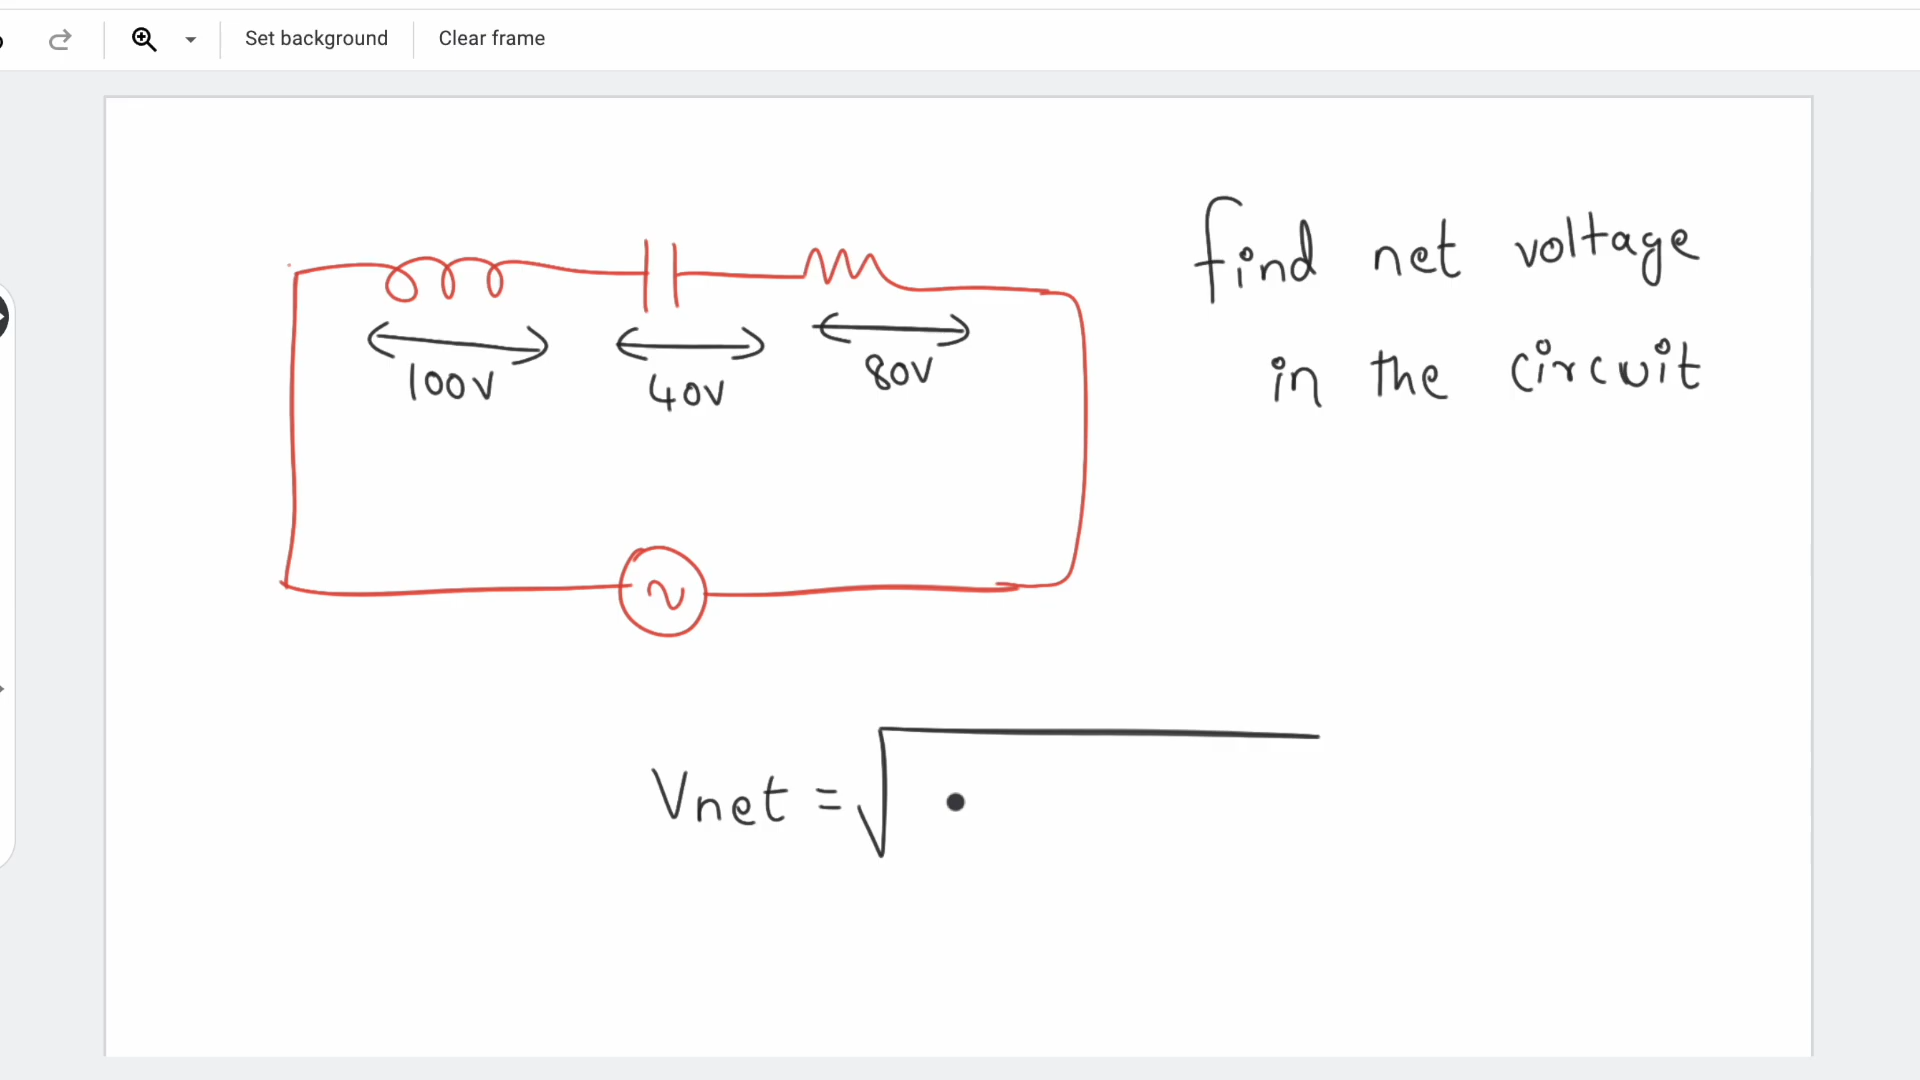 Set background
Clear frame
find net voltage
in the circuit
100V
40V
80V
Vnet = √